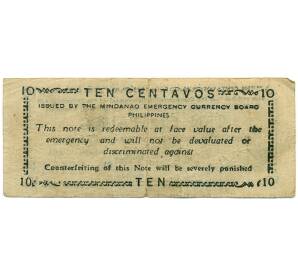 10 TEN CENTAVOS 10
ISSUED BY THE MINDANAO EMERGENCY CURRENCY BOARD
PHILIPPINES
This note is redeemable at face value after the
emergency and will not be devaluated or
discriminated against
Counterfeiting of this Note will be severely punished
10 TEN 10